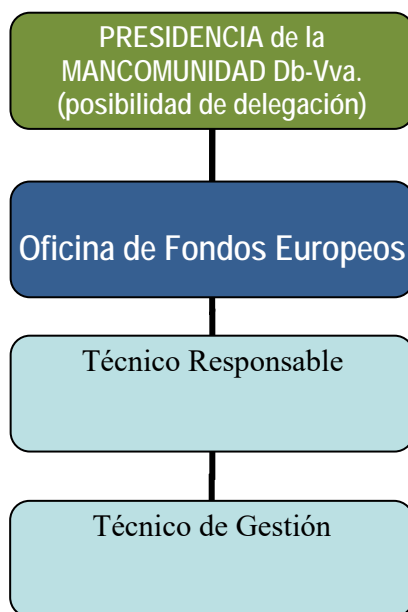 PRESIDENCIA de la
MANCOMUNIDAD Db-Vva.
(posibilidad de delegación)
Oficina de Fondos Europeos
Técnico Responsable
Técnico de Gestión